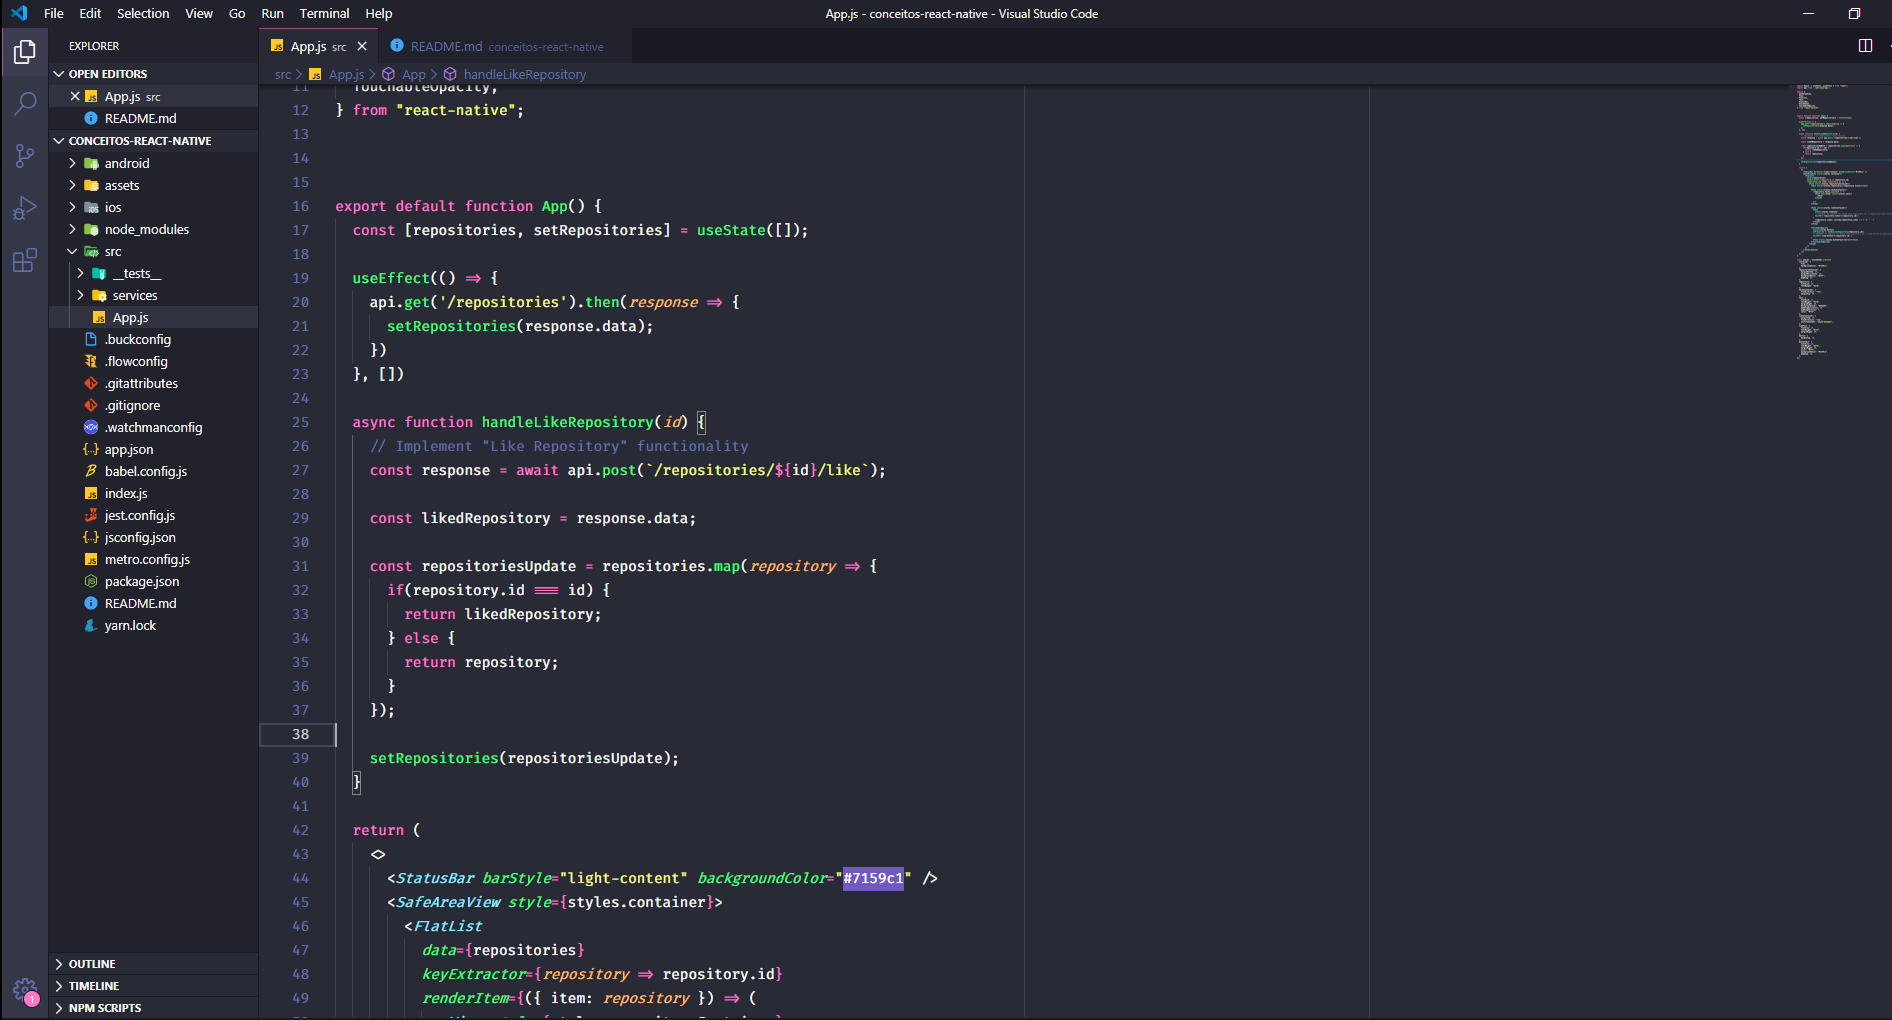 File Edit Selection View Go Run Terminal Help
App.js - conceitos-react-native - Visual Studio Code
EXPLORER
OPEN EDITORS
App.js src
README.md
CONCEITOS-REACT-NATIVE
android
assets
ios
node_modules
src
__tests__
services
App.js
.buckconfig
.flowconfig
.gitattributes
.gitignore
.watchmanconfig
app.json
babel.config.js
index.js
jest.config.js
jsconfig.json
metro.config.js
package.json
README.md
yarn.lock
OUTLINE
TIMELINE
NPM SCRIPTS
1
App.js src
README.md conceitos-react-native
src > App.js > App > handleLikeRepository
11 TouchableOpacity,
12 } from "react-native";
13
14
15
16 export default function App() {
17 const [repositories, setRepositories] = useState([]);
18
19 useEffect(() => {
20 api.get('/repositories').then(response => {
21 setRepositories(response.data);
22 })
23 }, [])
24
25 async function handleLikeRepository(id) {
26 // Implement "Like Repository" functionality
27 const response = await api.post(`/repositories/${id}/like`);
28
29 const likedRepository = response.data;
30
31 const repositoriesUpdate = repositories.map(repository => {
32 if(repository.id === id) {
33 return likedRepository;
34 } else {
35 return repository;
36 }
37 });
38
39 setRepositories(repositoriesUpdate);
40 }
41
42 return (
43 <>
44 <StatusBar barStyle="light-content" backgroundColor="#7159c1" />
45 <SafeAreaView style={styles.container}>
46 <FlatList
47 data={repositories}
48 keyExtractor={repository => repository.id}
49 renderItem={({ item: repository }) => (